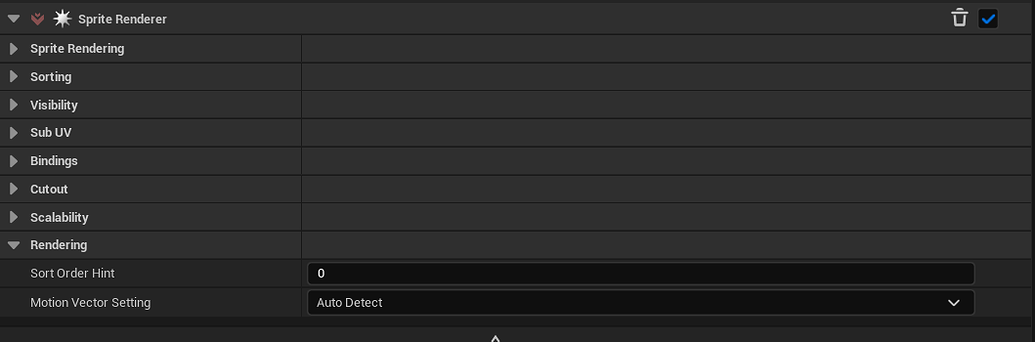 Sprite Renderer
Sprite Rendering
Sorting
Visibility
Sub UV
Bindings
Cutout
Scalability
Rendering
Sort Order Hint 0
Motion Vector Setting Auto Detect